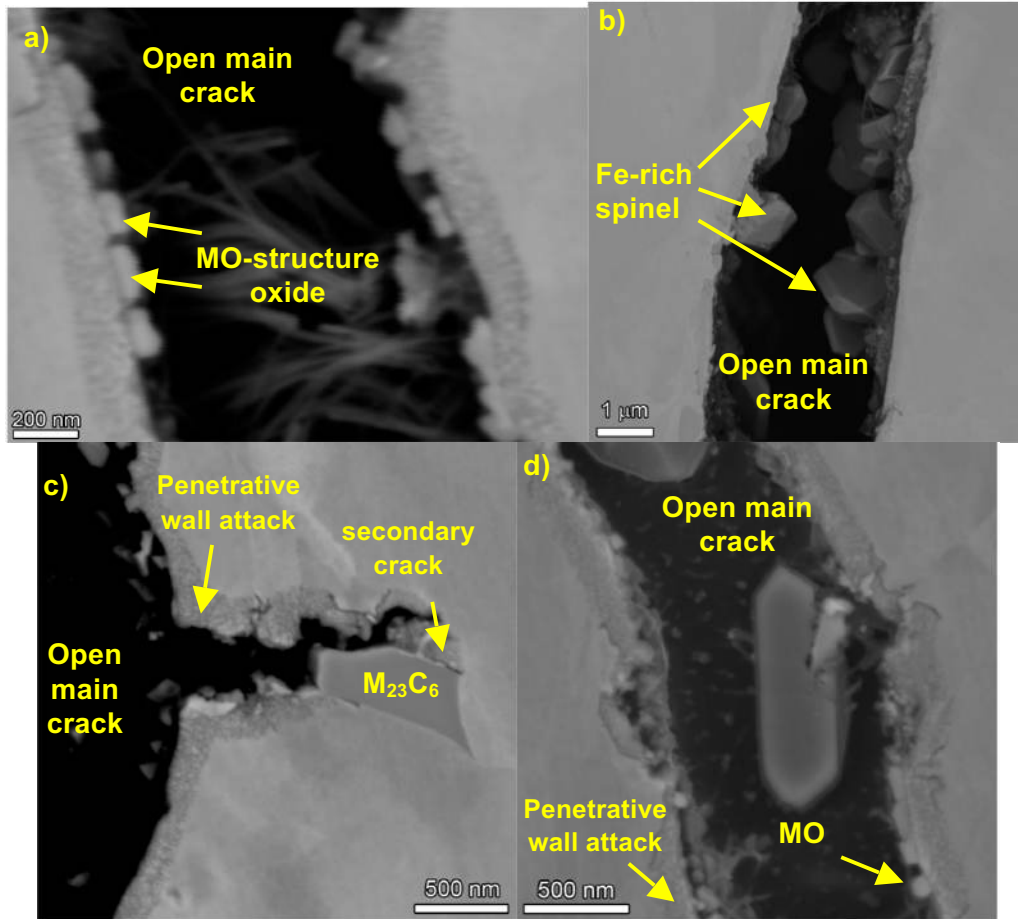 a)
Open main
crack
MO-structure
oxide
200 nm
b)
Fe-rich
spinel
Open main
crack
1 μm
c)
Penetrative
wall attack
secondary
crack
Open
main
crack
M₂₃C₆
500 nm
d)
Open main
crack
Penetrative
wall attack
MO
500 nm